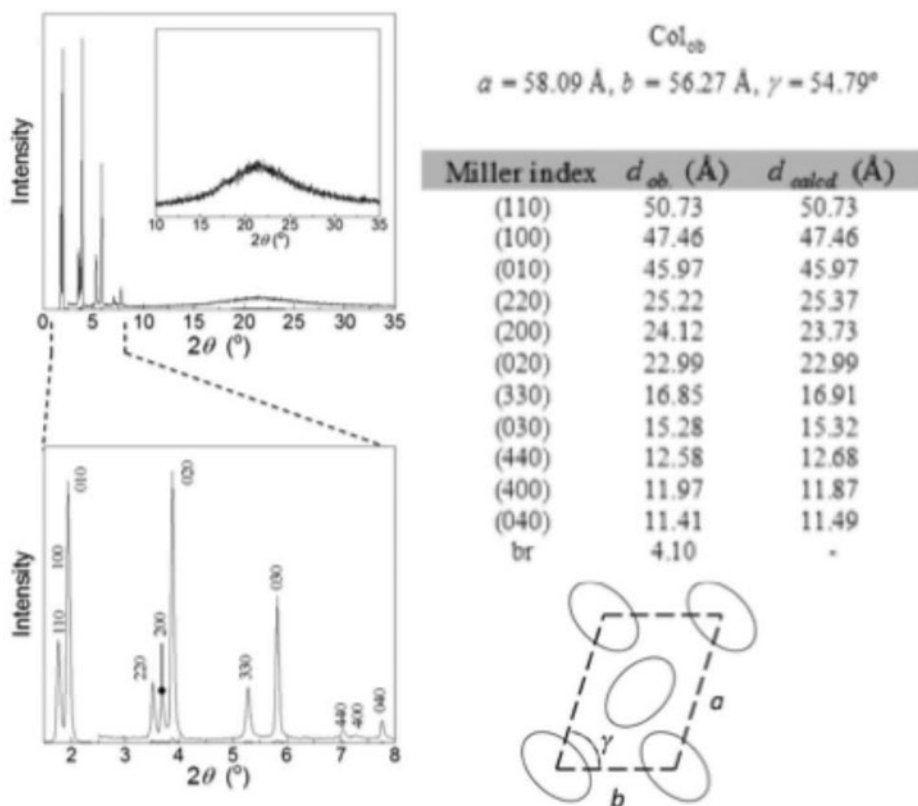 Intensity
10 15 20 25 30 35
2θ (°)
0 5 10 15 20 25 30 35
2θ (°)
Intensity
110
100
010
220
200
020
330
030
440
400
040
2 3 4 5 6 7 8
2θ (°)
Col_ob
a = 58.09 Å, b = 56.27 Å, γ = 54.79°
Miller index d_ob. (Å) d_calcd (Å)
(110) 50.73 50.73
(100) 47.46 47.46
(010) 45.97 45.97
(220) 25.22 25.37
(200) 24.12 23.73
(020) 22.99 22.99
(330) 16.85 16.91
(030) 15.28 15.32
(440) 12.58 12.68
(400) 11.97 11.87
(040) 11.41 11.49
br 4.10 -
a
γ
b